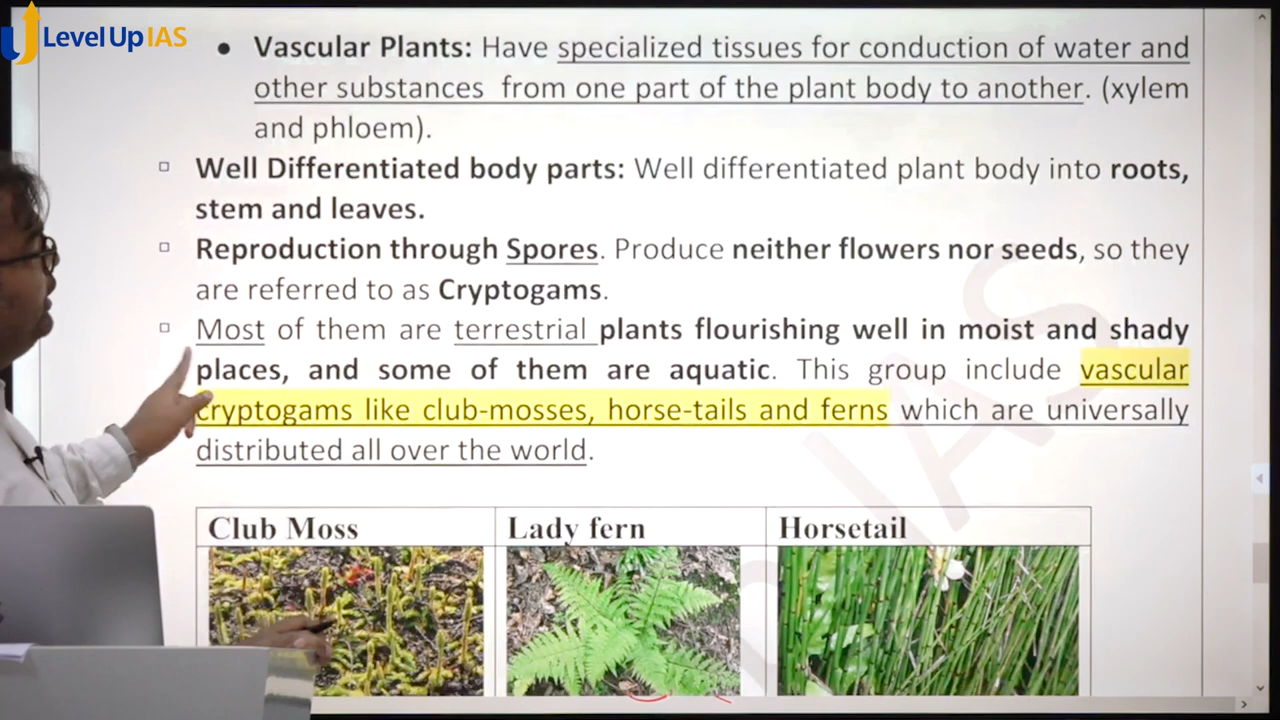 Level Up IAS
• Vascular Plants: Have specialized tissues for conduction of water and
other substances from one part of the plant body to another. (xylem
and phloem).
Well Differentiated body parts: Well differentiated plant body into roots,
stem and leaves.
Reproduction through Spores. Produce neither flowers nor seeds, so they
are referred to as Cryptogams.
Most of them are terrestrial plants flourishing well in moist and shady
places, and some of them are aquatic. This group include vascular
cryptogams like club-mosses, horse-tails and ferns which are universally
distributed all over the world.
Club Moss
Lady fern
Horsetail
IAS